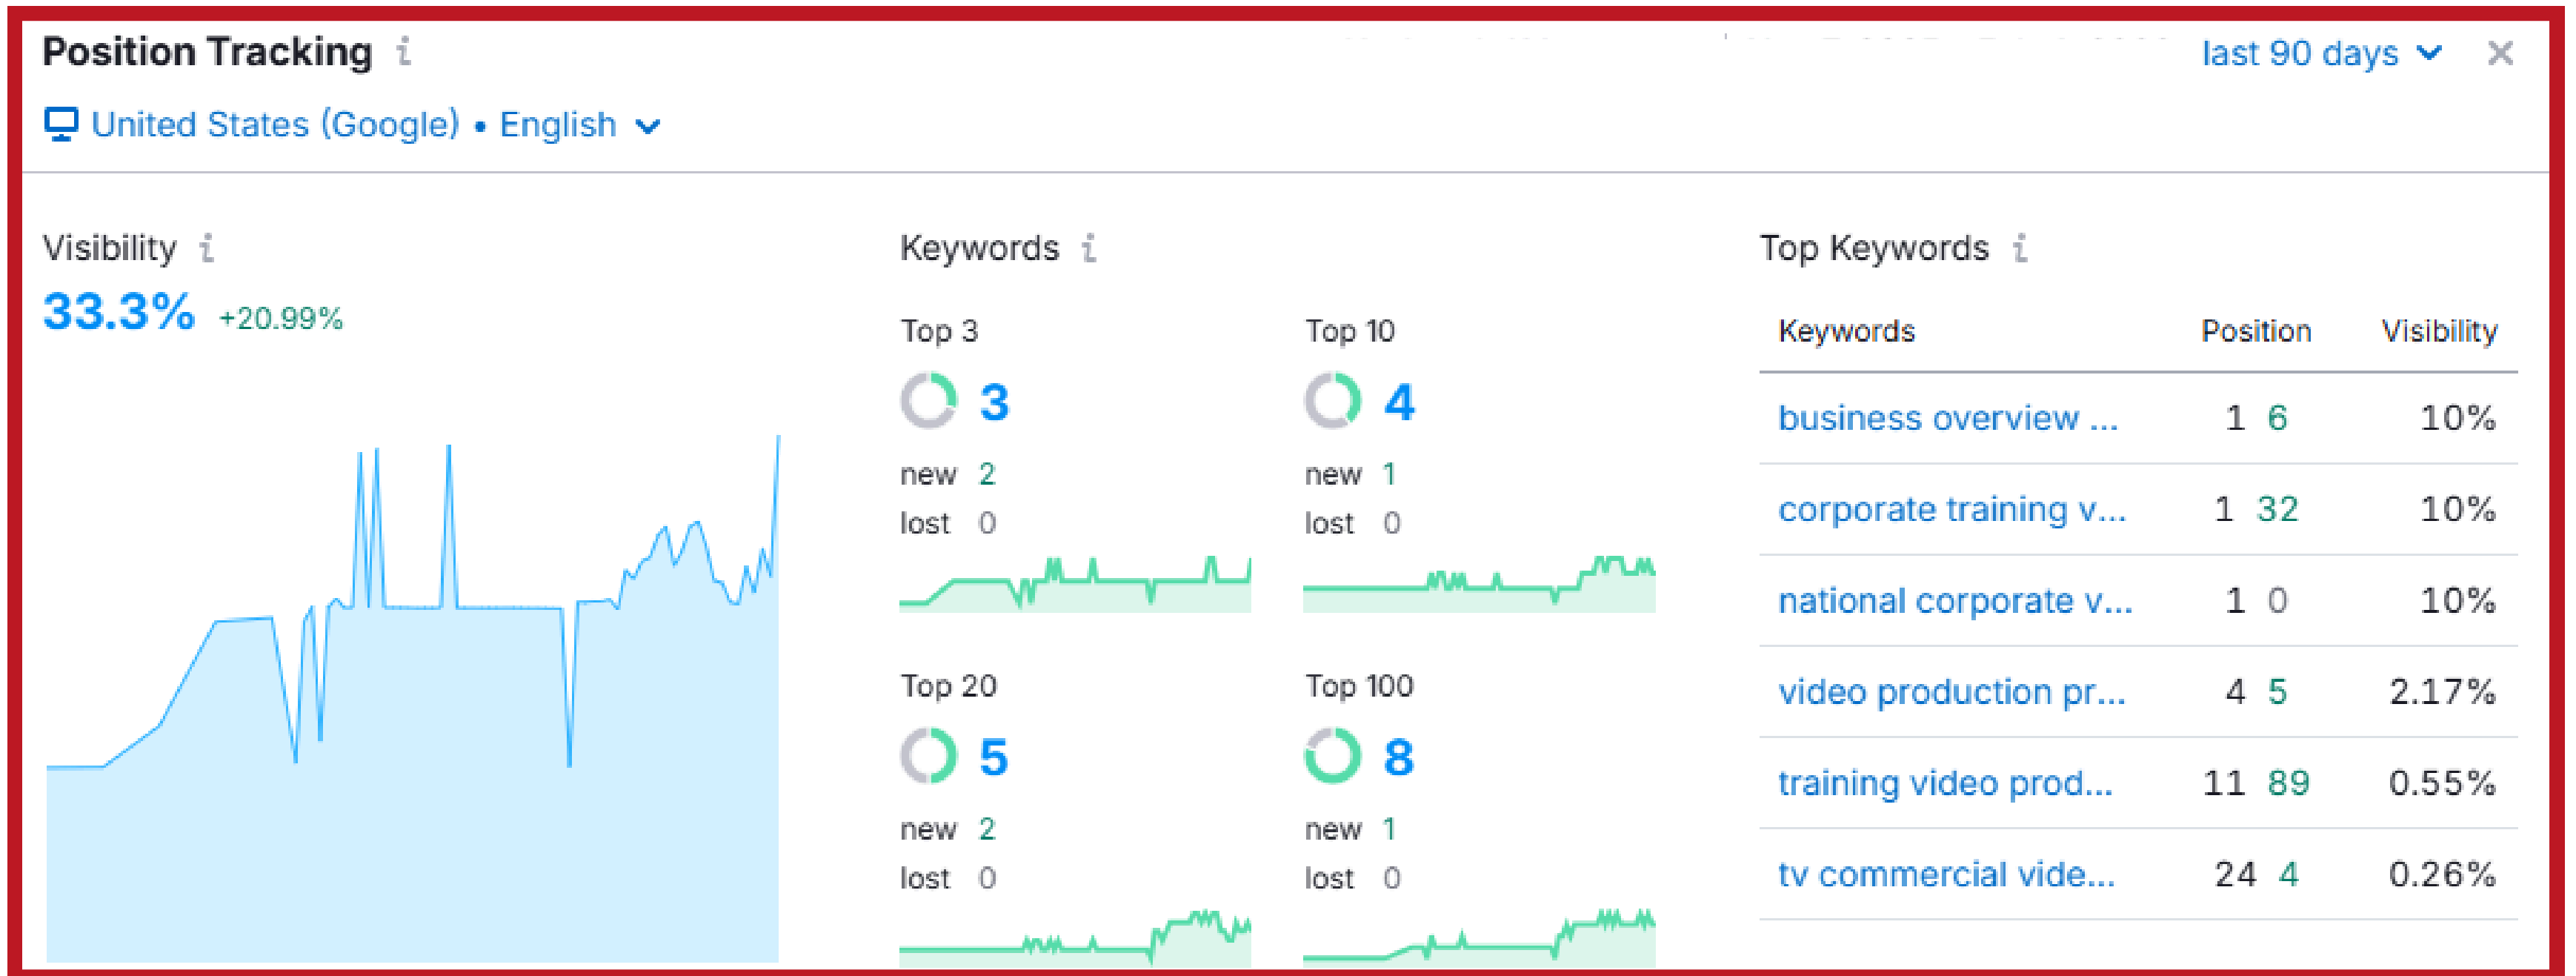 Position Tracking i
last 90 days
United States (Google) • English
Visibility i
33.3% +20.99%
Keywords i
Top 3
3
new 2
lost 0
Top 10
4
new 1
lost 0
Top 20
5
new 2
lost 0
Top 100
8
new 1
lost 0
Top Keywords i
Keywords Position Visibility
business overview ... 1 6 10%
corporate training v... 1 32 10%
national corporate v... 1 0 10%
video production pr... 4 5 2.17%
training video prod... 11 89 0.55%
tv commercial vide... 24 4 0.26%